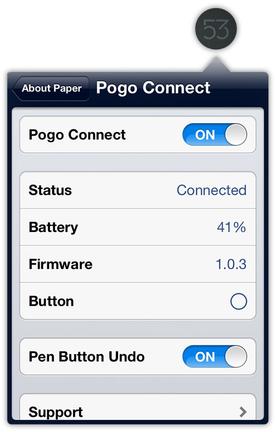 53
About Paper Pogo Connect
Pogo Connect ON
Status Connected
Battery 41%
Firmware 1.0.3
Button
Pen Button Undo ON
Support